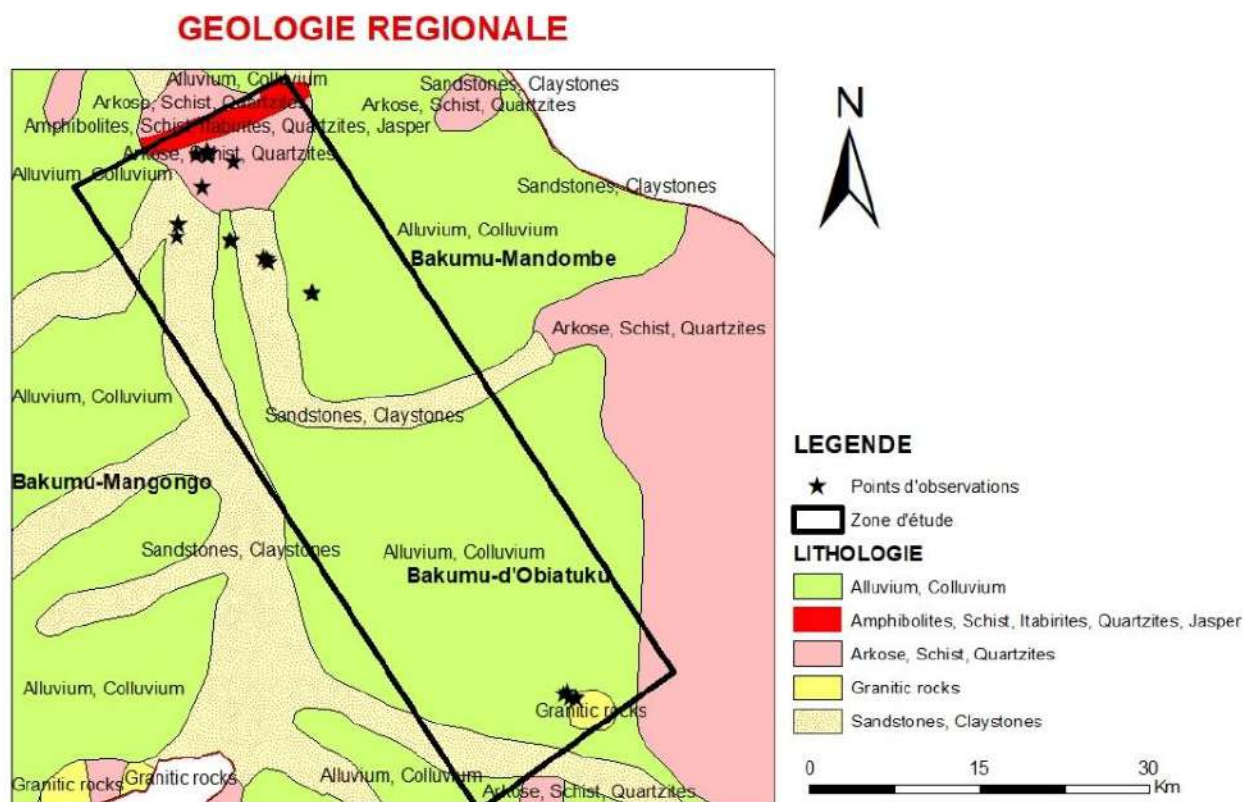 GEOLOGIE REGIONALE
Alluvium, Colluvium
Sandstones, Claystones
Arkose, Schist, Quartzites
Arkose, Schist, Quartzites
Amphibolites, Schist, Itabirites, Quartzites, Jasper
Arkose, Schist, Quartzites
Alluvium, Colluvium
Sandstones, Claystones
Alluvium, Colluvium
Bakumu-Mandombe
Arkose, Schist, Quartzites
Alluvium, Colluvium
Sandstones, Claystones
Bakumu-Mangongo
Sandstones, Claystones
Alluvium, Colluvium
Bakumu-d'Obiatuku
Alluvium, Colluvium
Granitic rocks
Granitic rocks
Granitic rocks
Alluvium, Colluvium
Arkose, Schist, Quartzites
N
LEGENDE
Points d'observations
Zone d'étude
LITHOLOGIE
Alluvium, Colluvium
Amphibolites, Schist, Itabirites, Quartzites, Jasper
Arkose, Schist, Quartzites
Granitic rocks
Sandstones, Claystones
0 15 30
Km